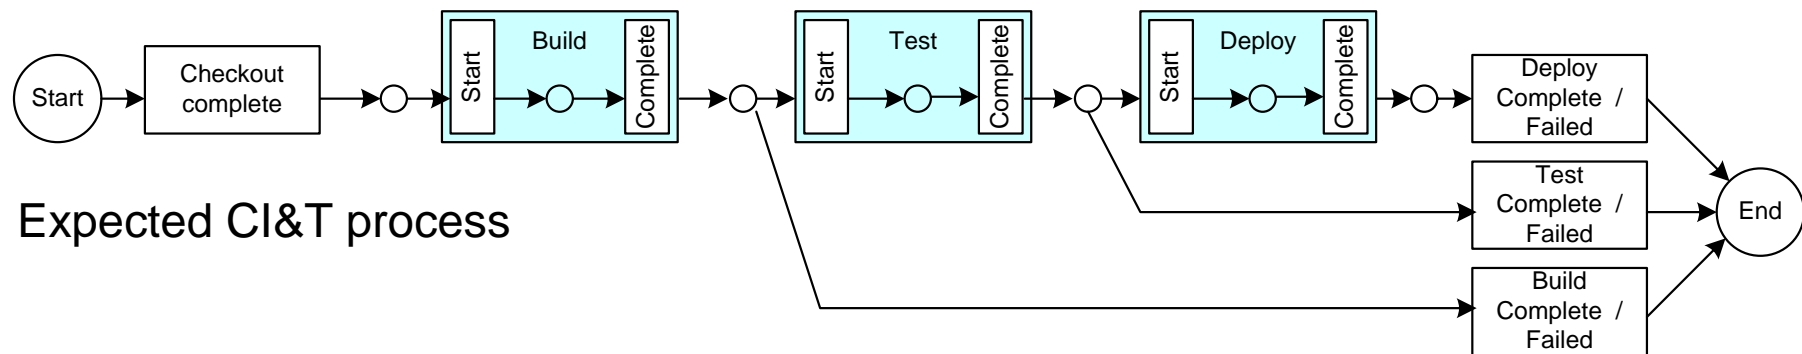 Start
Checkout
complete
Start
Build
Complete
Start
Test
Complete
Start
Deploy
Complete
Deploy
Complete /
Failed
Test
Complete /
Failed
Build
Complete /
Failed
End
Expected CI&T process